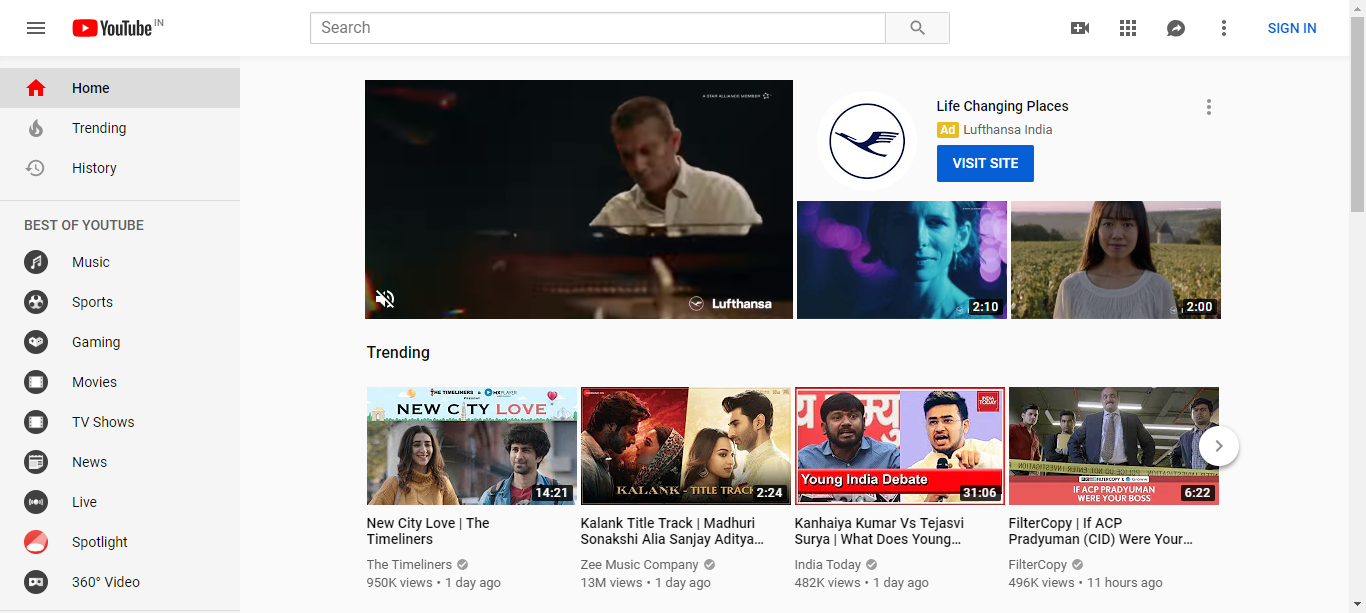 YouTube IN
Search
SIGN IN
Home
Trending
History
BEST OF YOUTUBE
Music
Sports
Gaming
Movies
TV Shows
News
Live
Spotlight
360° Video
A STAR ALLIANCE MEMBER
Lufthansa
Life Changing Places
Ad Lufthansa India
VISIT SITE
2:10
2:00
Trending
THE TIMELINERS & MXPLAYER
PRESENT
NEW CITY LOVE
14:21
New City Love | The
Timeliners
The Timeliners
950K views • 1 day ago
KALANK - TITLE TRACK
2:24
Kalank Title Track | Madhuri
Sonakshi Alia Sanjay Aditya…
Zee Music Company
13M views • 1 day ago
INDIA TODAY
Young India Debate
31:06
Kanhaiya Kumar Vs Tejasvi
Surya | What Does Young…
India Today
482K views • 1 day ago
FILTERCOPY &
IF ACP PRADYUMAN
WERE YOUR BOSS
6:22
FilterCopy | If ACP
Pradyuman (CID) Were Your…
FilterCopy
496K views • 11 hours ago